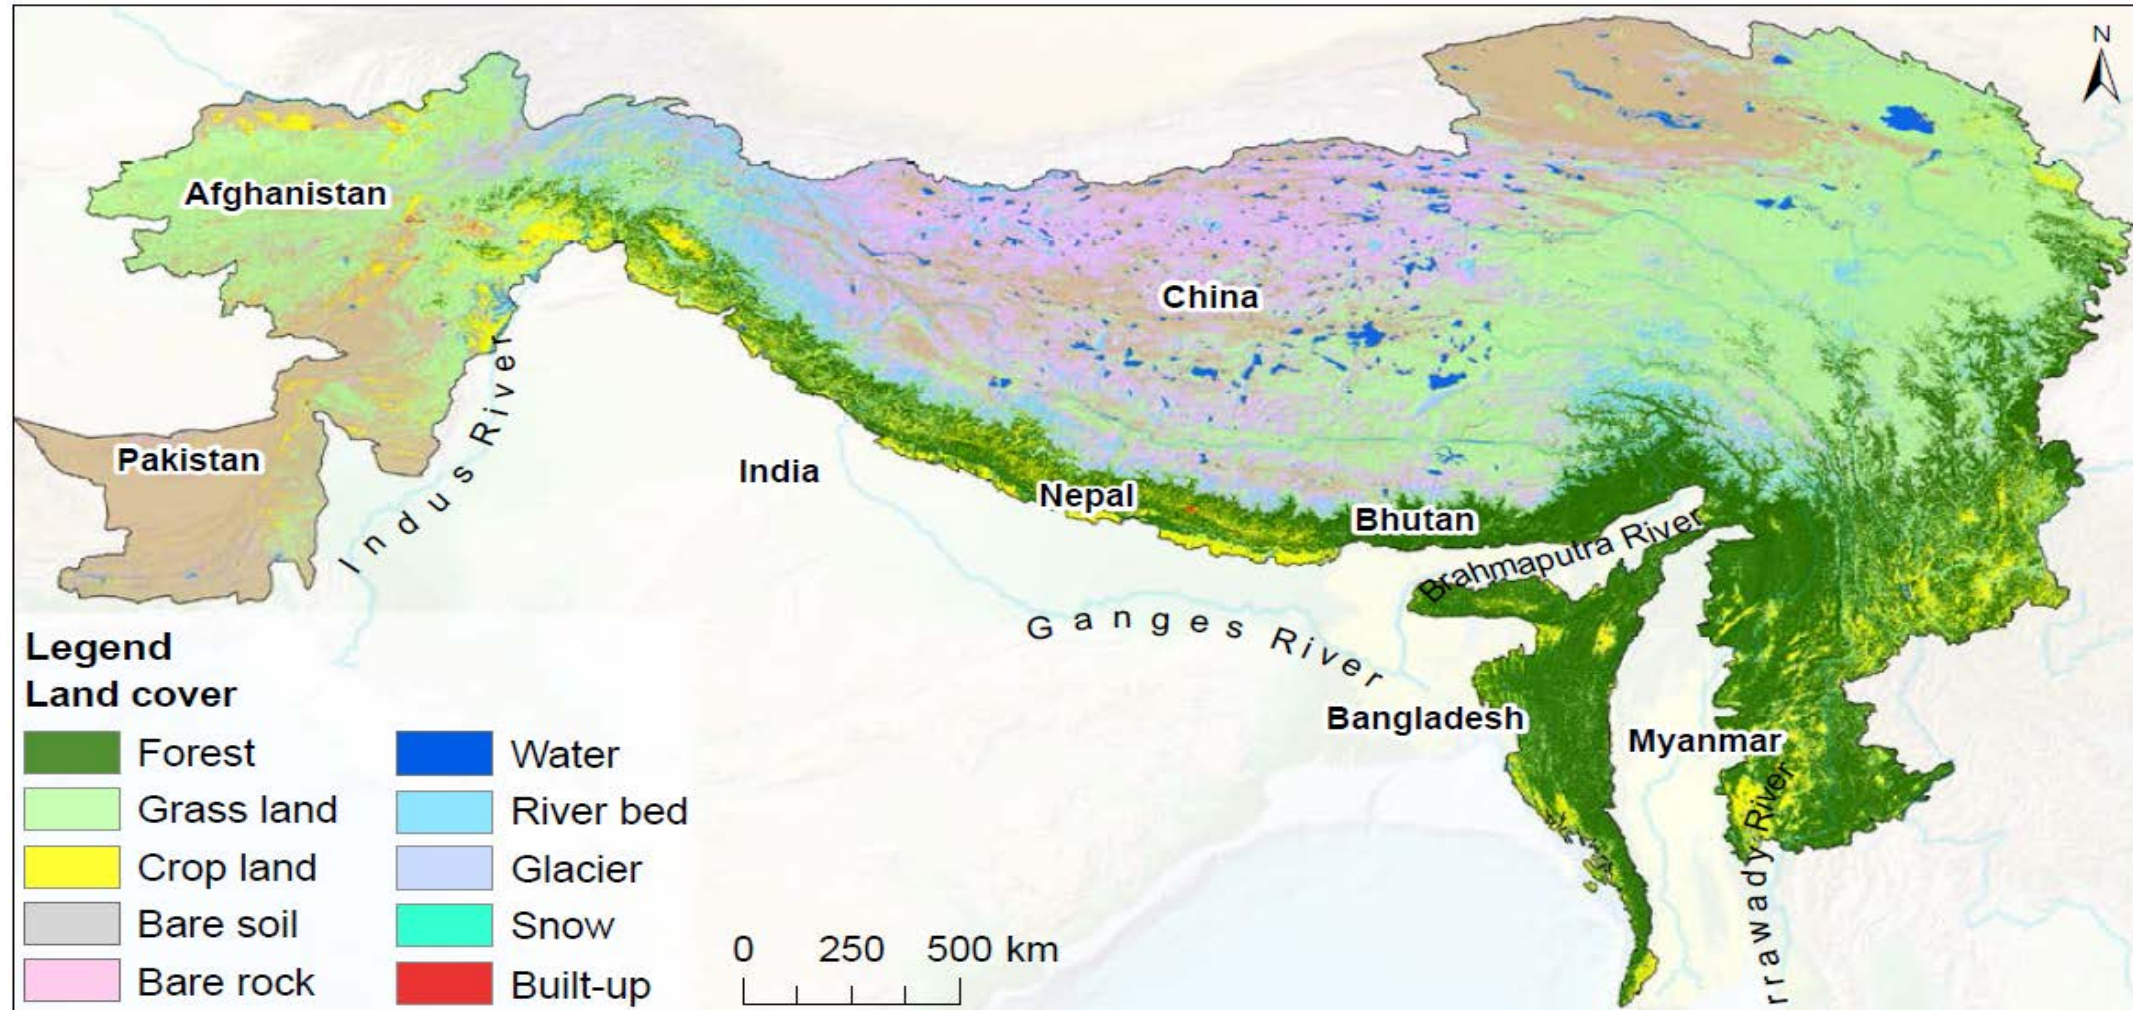 N
Afghanistan
China
Pakistan
Indus River
India
Nepal
Bhutan
Brahmaputra River
Ganges River
Bangladesh
Myanmar
rrawady River
Legend
Land cover
Forest
Grass land
Crop land
Bare soil
Bare rock
Water
River bed
Glacier
Snow
Built-up
0 250 500 km